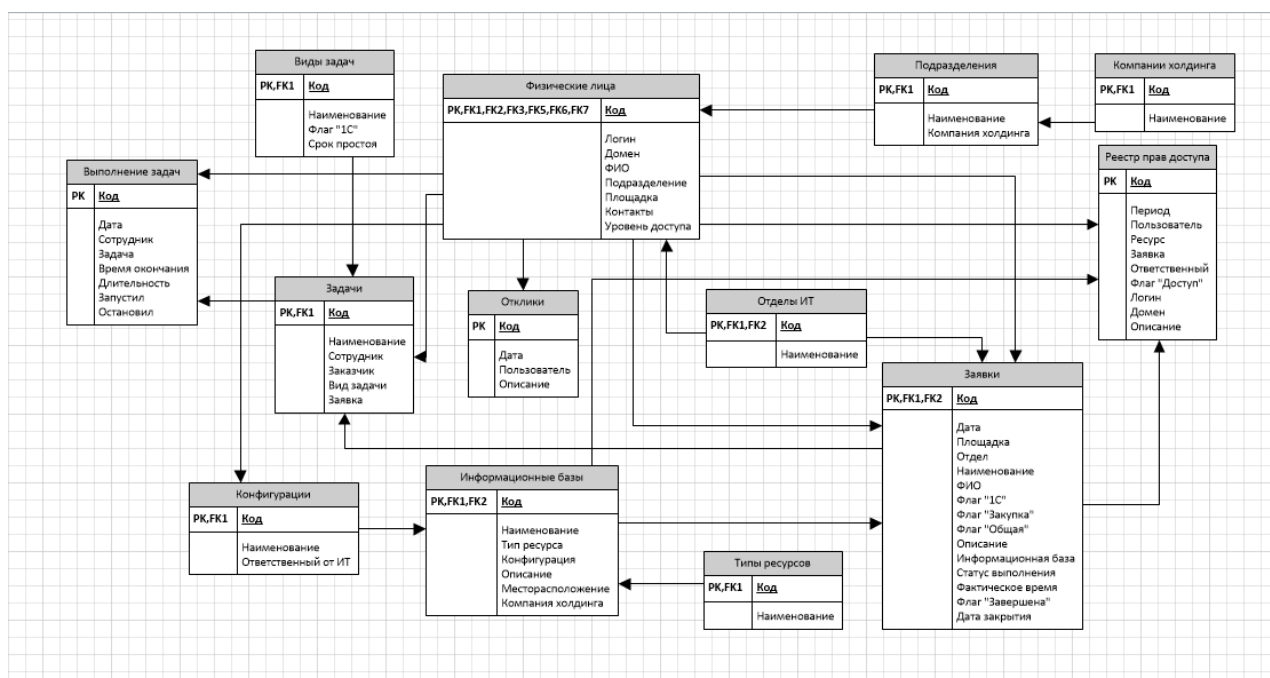 Виды задач
PK,FK1 Код
Наименование
Флаг "1С"
Срок простоя
Физические лица
PK,FK1,FK2,FK3,FK5,FK6,FK7 Код
Логин
Домен
ФИО
Подразделение
Площадка
Контакты
Уровень доступа
Подразделения
PK,FK1 Код
Наименование
Компания холдинга
Компании холдинга
PK,FK1 Код
Наименование
Выполнение задач
PK Код
Дата
Сотрудник
Задача
Время окончания
Длительность
Запустил
Остановил
Реестр прав доступа
PK Код
Период
Пользователь
Ресурс
Заявка
Ответственный
Флаг "Доступ"
Логин
Домен
Описание
Задачи
PK,FK1 Код
Наименование
Сотрудник
Заказчик
Вид задачи
Заявка
Отклики
PK Код
Дата
Пользователь
Описание
Отделы ИТ
PK,FK1,FK2 Код
Наименование
Заявки
PK,FK1,FK2 Код
Дата
Площадка
Отдел
Наименование
ФИО
Флаг "1С"
Флаг "Закупка"
Флаг "Общая"
Описание
Информационная база
Статус выполнения
Фактическое время
Флаг "Завершена"
Дата закрытия
Конфигурации
PK,FK1 Код
Наименование
Ответственный от ИТ
Информационные базы
PK,FK1,FK2 Код
Наименование
Тип ресурса
Конфигурация
Описание
Месторасположение
Компания холдинга
Типы ресурсов
PK,FK1 Код
Наименование